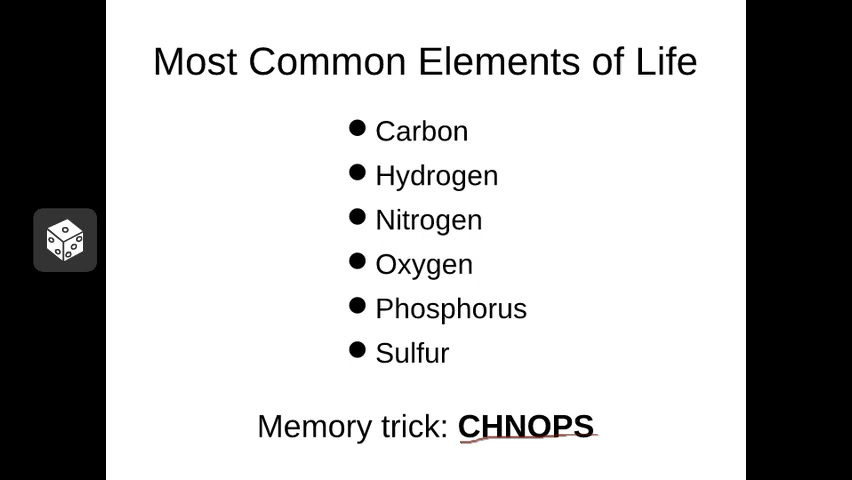 Most Common Elements of Life
● Carbon
● Hydrogen
● Nitrogen
● Oxygen
● Phosphorus
● Sulfur
Memory trick: CHNOPS